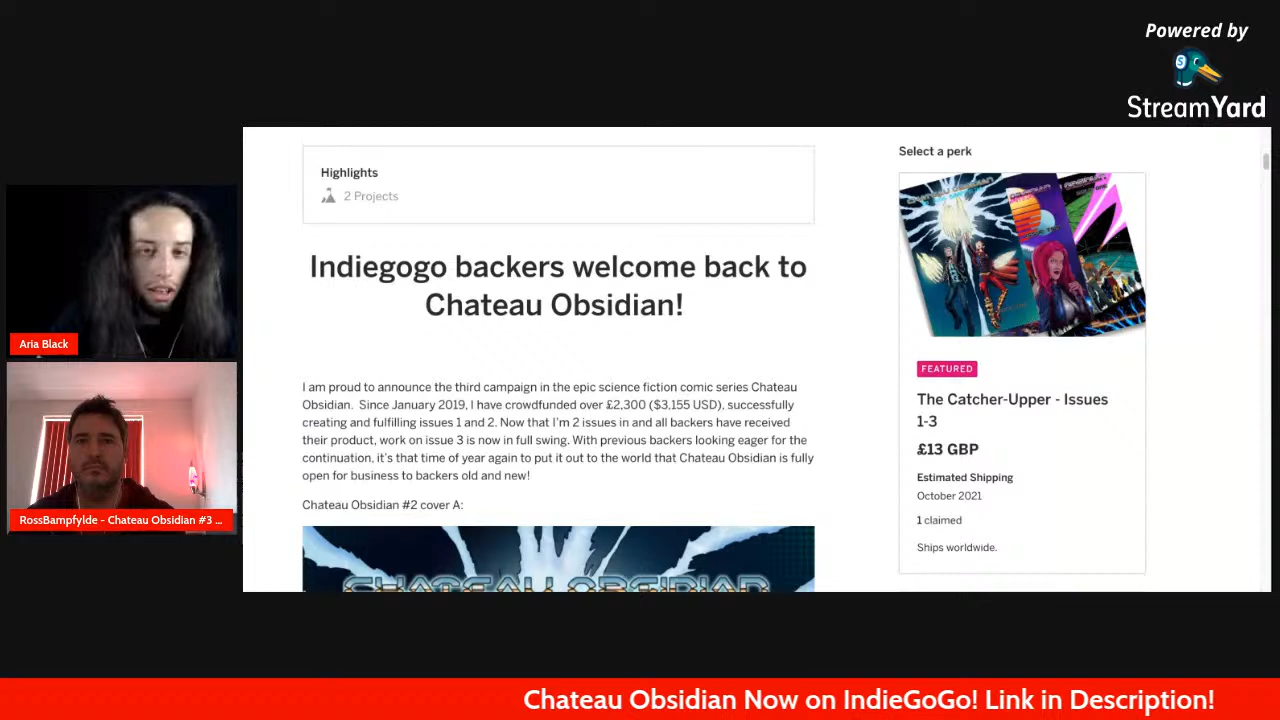 Powered by
StreamYard
Highlights
2 Projects
Indiegogo backers welcome back to
Chateau Obsidian!
I am proud to announce the third campaign in the epic science fiction comic series Chateau
Obsidian.  Since January 2019, I have crowdfunded over £2,300 ($3,155 USD), successfully
creating and fulfilling issues 1 and 2. Now that I'm 2 issues in and all backers have received
their product, work on issue 3 is now in full swing. With previous backers looking eager for the
continuation, it's that time of year again to put it out to the world that Chateau Obsidian is fully
open for business to backers old and new!
Chateau Obsidian #2 cover A:
CHATEAU OBSIDIAN
Select a perk
CHATEAU OBSIDIAN
FEATURED
The Catcher-Upper - Issues
1-3
£13 GBP
Estimated Shipping
October 2021
1 claimed
Ships worldwide.
Aria Black
RossBampfylde - Chateau Obsidian #3 ...
Chateau Obsidian Now on IndieGoGo! Link in Description!